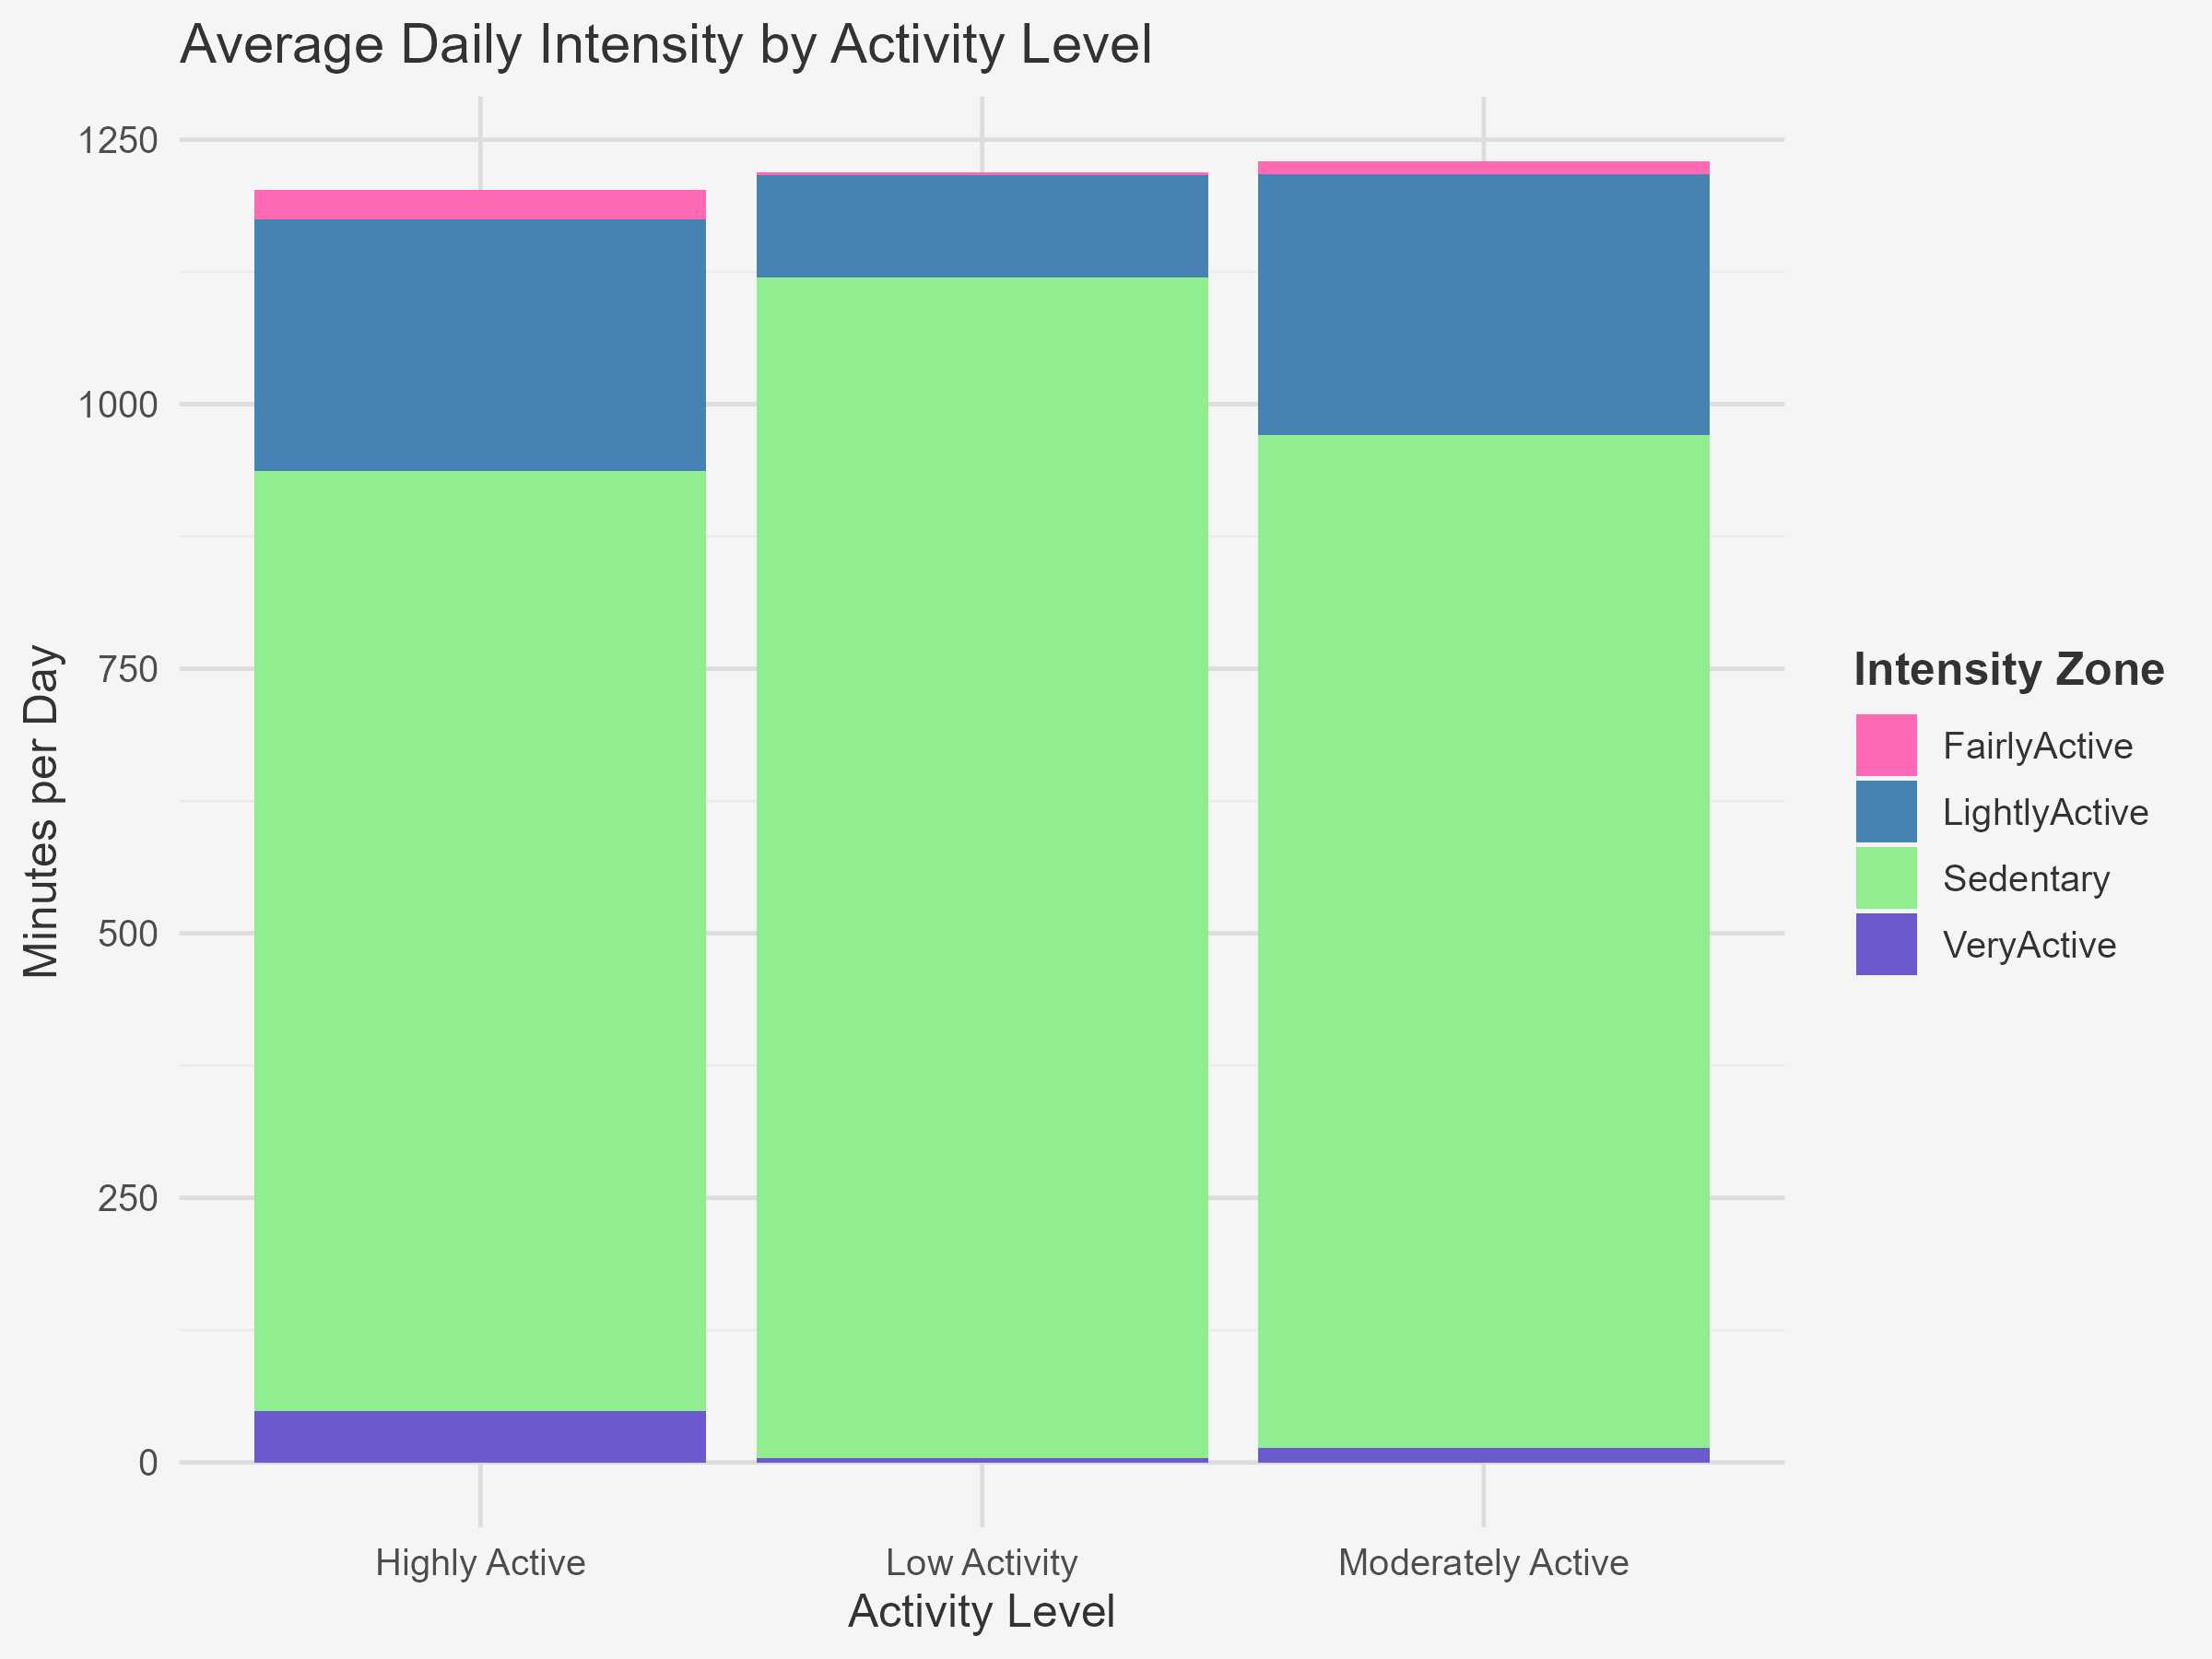 Average Daily Intensity by Activity Level
1250
1000
750
500
250
0
Minutes per Day
Highly Active
Low Activity
Moderately Active
Activity Level
Intensity Zone
FairlyActive
LightlyActive
Sedentary
VeryActive